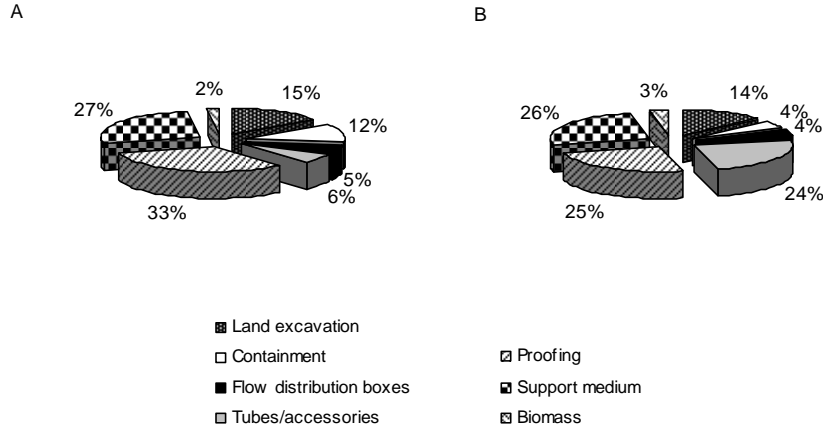 A
B
2%
15%
27%
12%
5%
6%
33%
3%
14%
26%
4%
4%
24%
25%
Land excavation
Containment
Proofing
Flow distribution boxes
Support medium
Tubes/accessories
Biomass